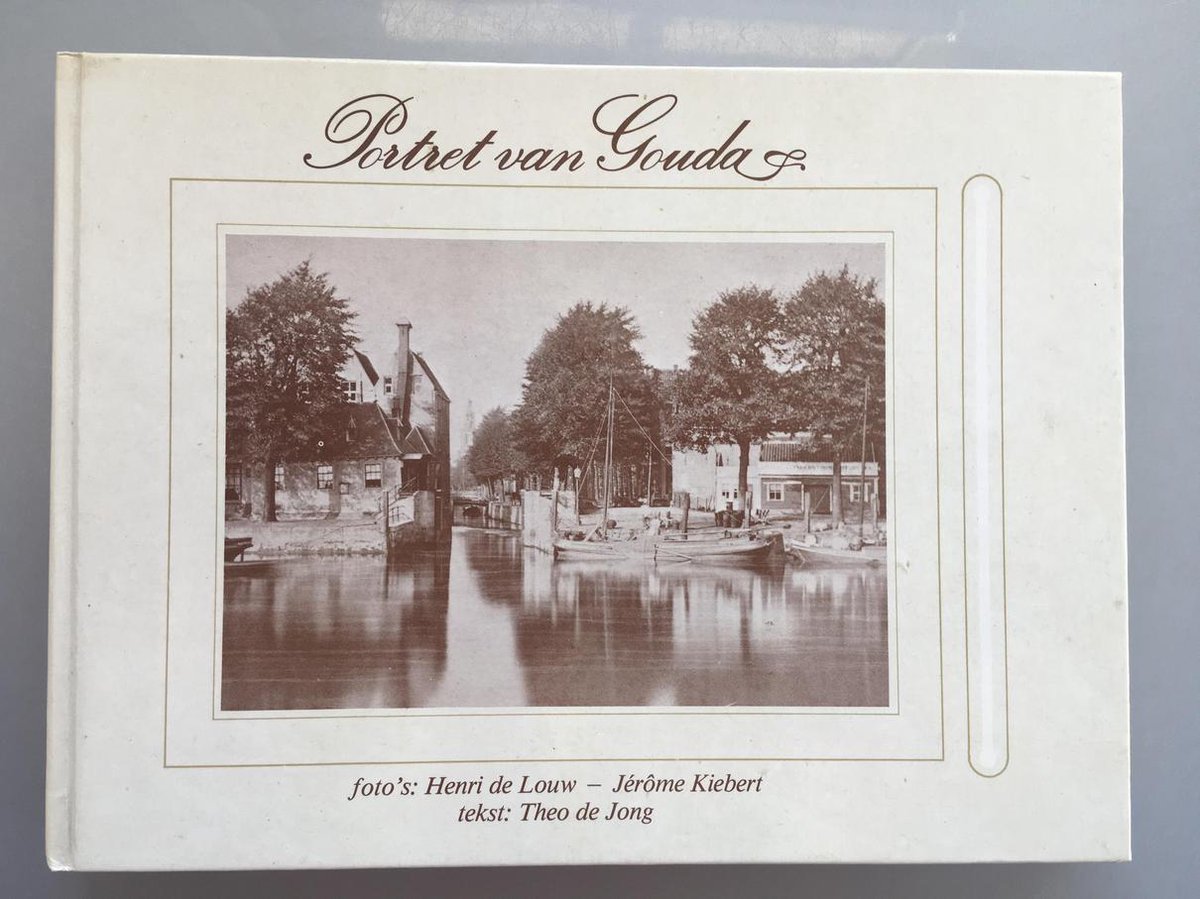 Portret van Gouda
foto's: Henri de Louw – Jérôme Kiebert
tekst: Theo de Jong